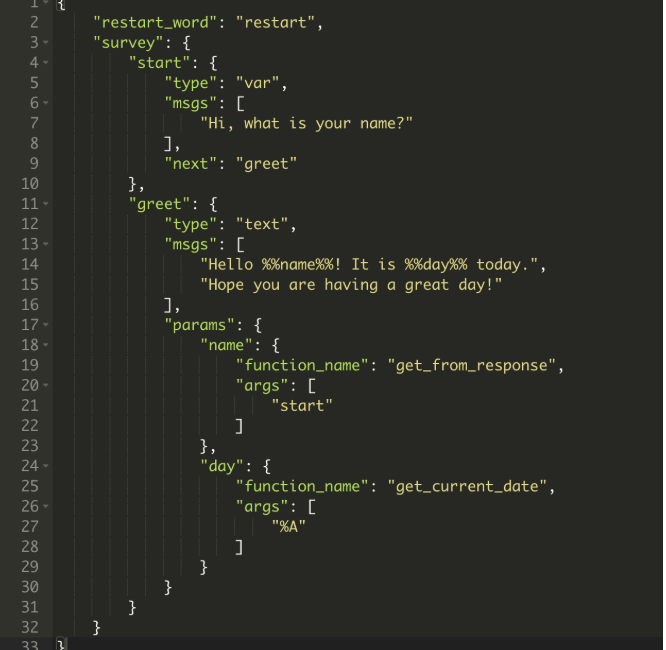 1 {
2     "restart_word": "restart",
3     "survey": {
4         "start": {
5             "type": "var",
6             "msgs": [
7                 "Hi, what is your name?"
8             ],
9             "next": "greet"
10         },
11         "greet": {
12             "type": "text",
13             "msgs": [
14                 "Hello %%name%%! It is %%day%% today.",
15                 "Hope you are having a great day!"
16             ],
17             "params": {
18                 "name": {
19                     "function_name": "get_from_response",
20                     "args": [
21                         "start"
22                     ]
23                 },
24                 "day": {
25                     "function_name": "get_current_date",
26                     "args": [
27                         "%A"
28                     ]
29                 }
30             }
31         }
32     }
33 }